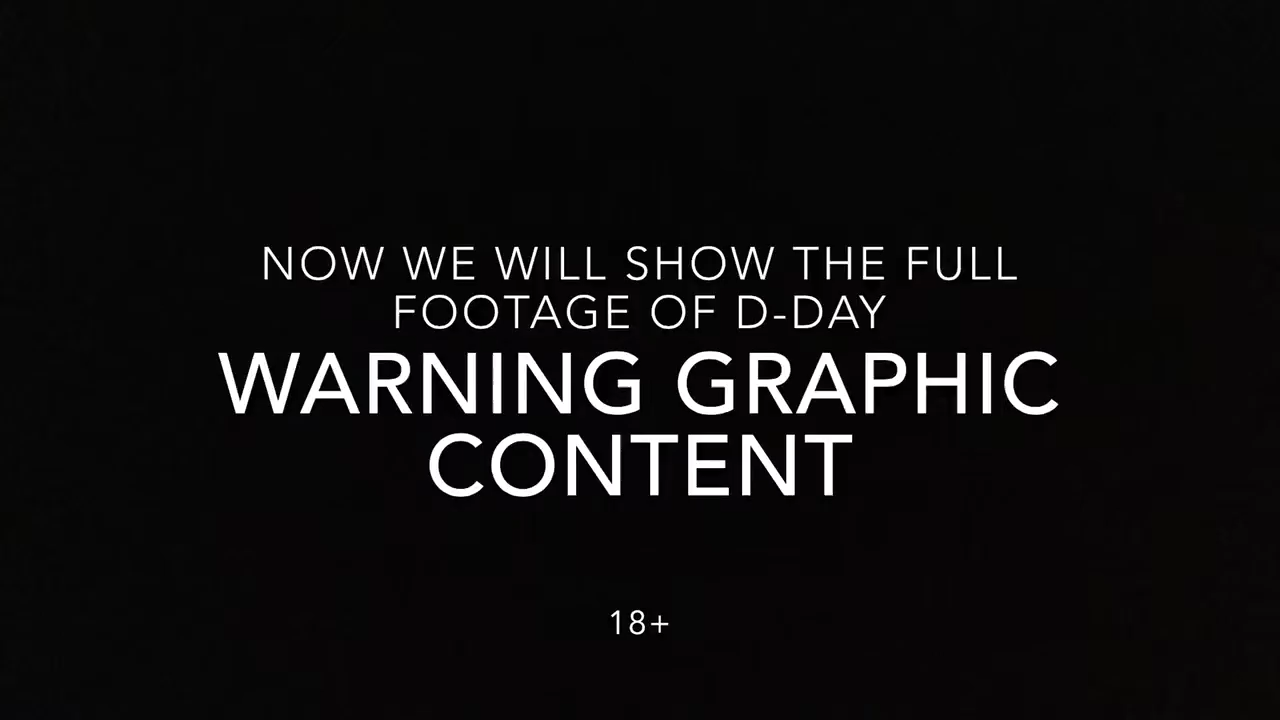 NOW WE WILL SHOW THE FULL
FOOTAGE OF D-DAY
WARNING GRAPHIC
CONTENT
18+